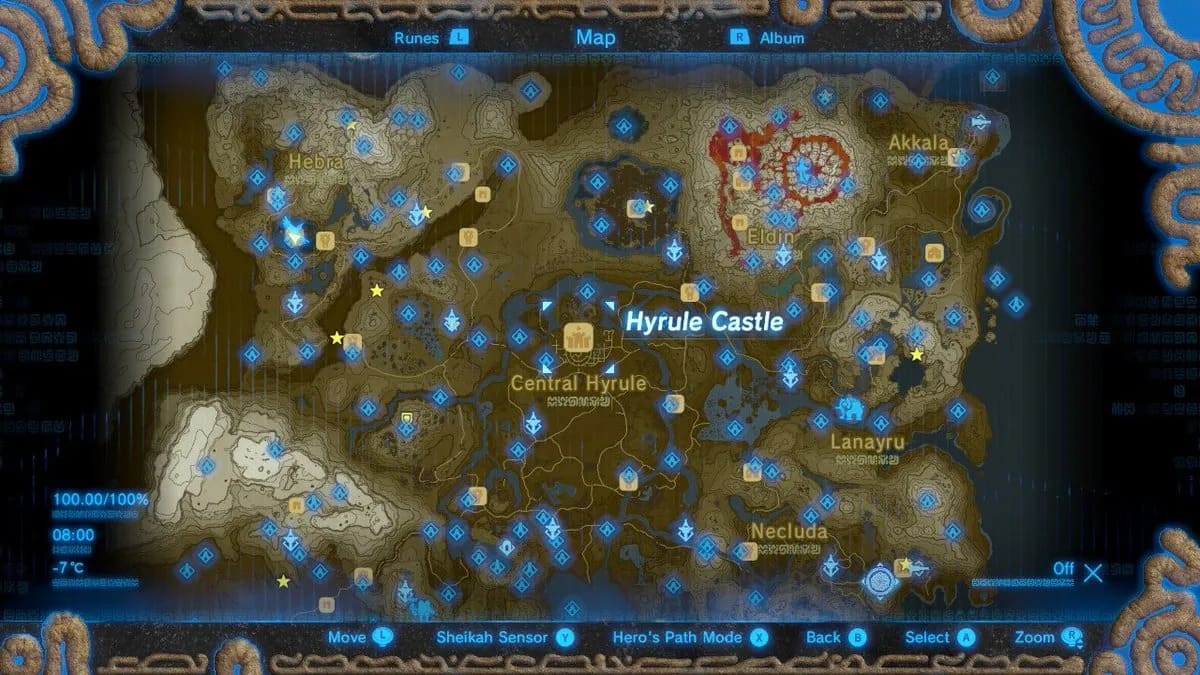 Runes L Map R Album
Akkala
Hebra
Eldin
Hyrule Castle
Central Hyrule
Lanayru
100.00/100%
Necluda
08:00
-7°C
Off
Move L Sheikah Sensor Y Hero's Path Mode X Back B Select A Zoom R